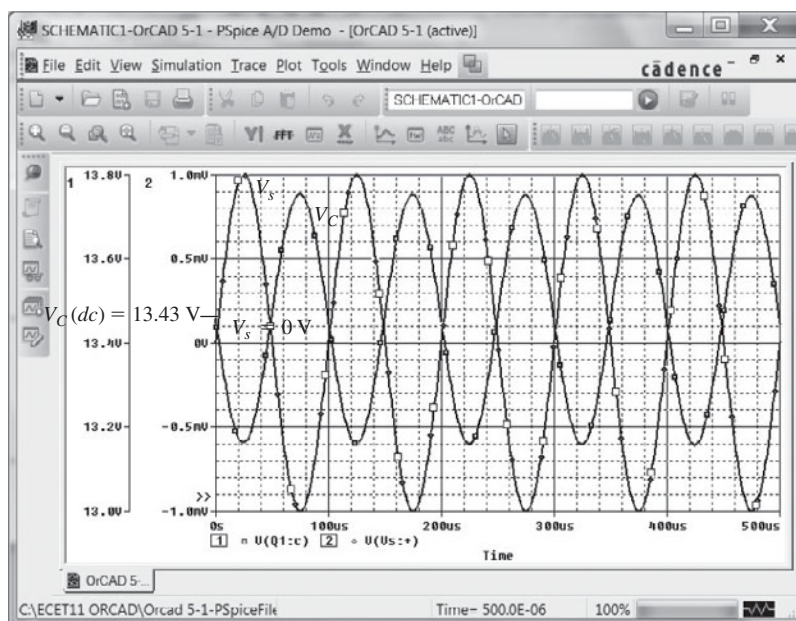 SCHEMATIC1-OrCAD 5-1 - PSpice A/D Demo - [OrCAD 5-1 (active)]
File Edit View Simulation Trace Plot Tools Window Help
cādence
SCHEMATIC1-OrCAD
FFT
ABC
abc
1 13.8V 2 1.0mV
13.6V 0.5mV
13.4V 0V
13.2V -0.5mV
13.0V -1.0mV
Vs
VC
VC (dc) = 13.43 V
Vs = 0 V
>>
0s 100us 200us 300us 400us 500us
1 V(Q1:c) 2 V(Vs:+)
Time
OrCAD 5-...
C:\ECET11 ORCAD\Orcad 5-1-PSpiceFile Time= 500.0E-06 100%